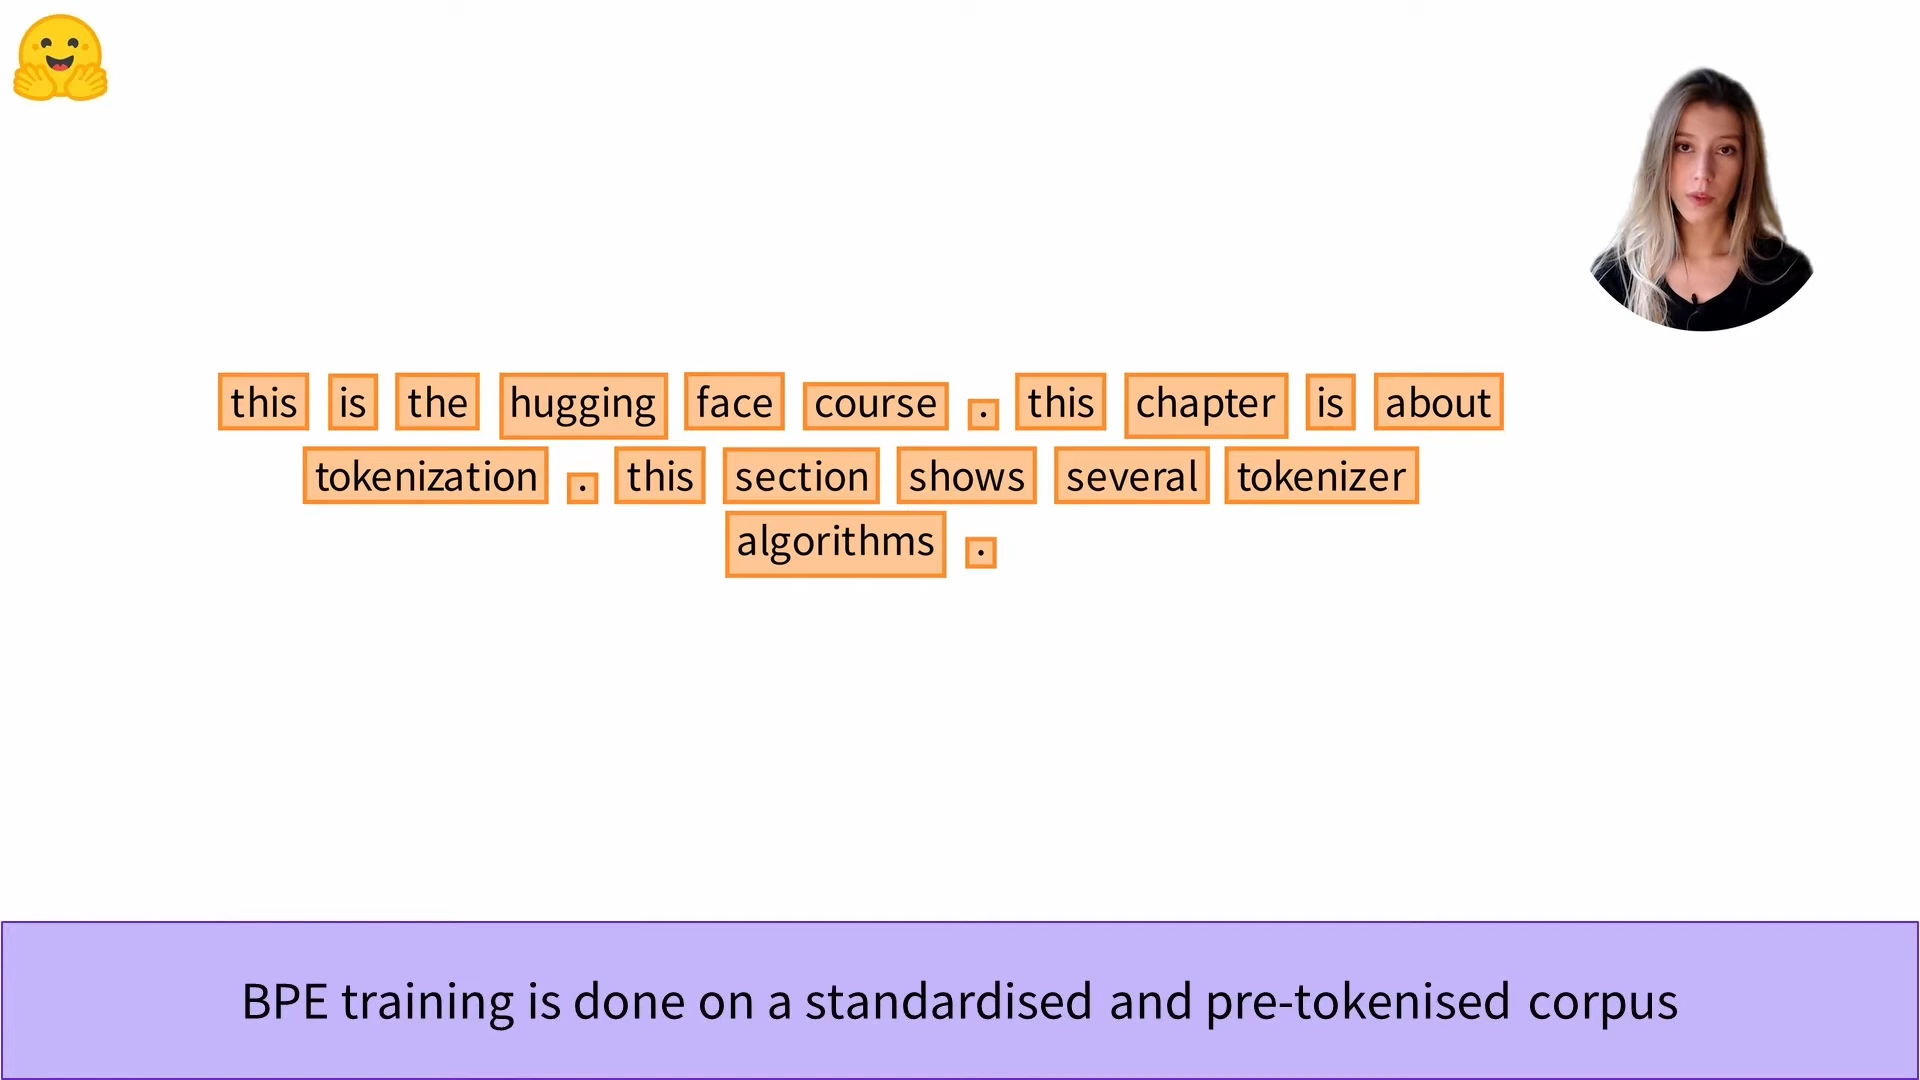 this is the hugging face course . this chapter is about
tokenization . this section shows several tokenizer
algorithms .
BPE training is done on a standardised and pre-tokenised corpus